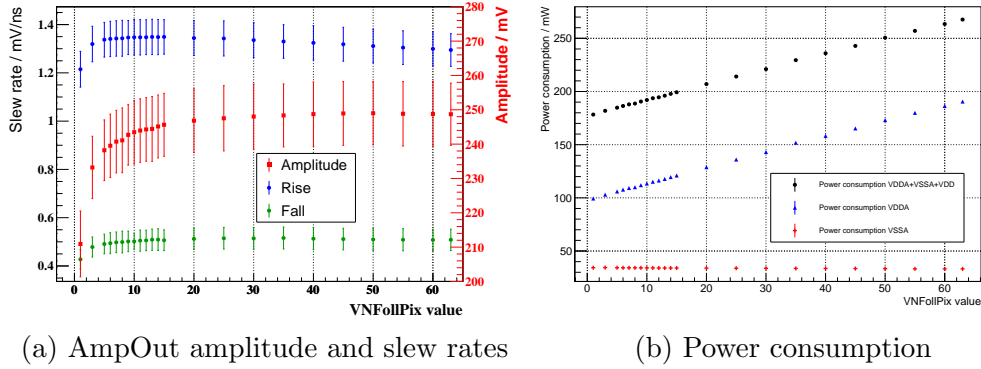 Slew rate / mV/ns
1.4
1.2
1
0.8
0.6
0.4
0 10 20 30 40 50 60
VNFollPix value
280
270
260
250
240
230
220
210
200
Amplitude / mV
Amplitude
Rise
Fall
(a) AmpOut amplitude and slew rates
Power consumption / mW
250
200
150
100
50
0 10 20 30 40 50 60
VNFollPix value
Power consumption VDDA+VSSA+VDD
Power consumption VDDA
Power consumption VSSA
(b) Power consumption